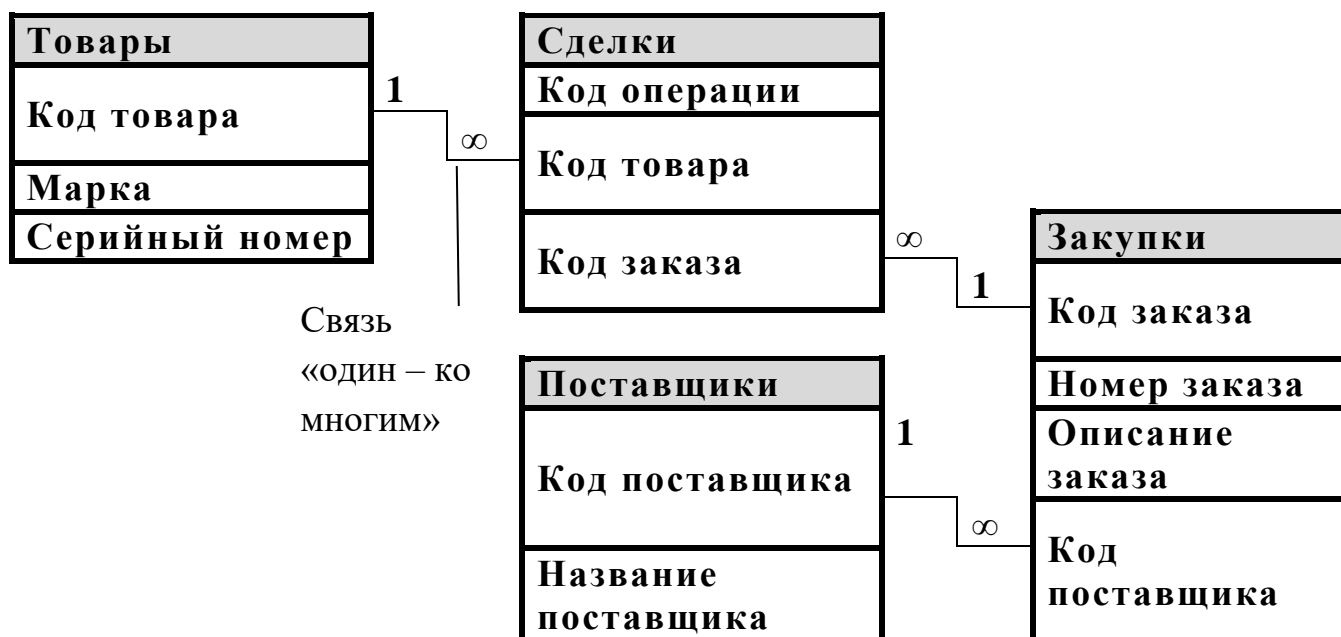 Товары
Код товара
Марка
Серийный номер
1
∞
Связь
«один – ко
многим»
Сделки
Код операции
Код товара
Код заказа
∞
1
Поставщики
Код поставщика
Название
поставщика
1
∞
Закупки
Код заказа
Номер заказа
Описание
заказа
Код
поставщика